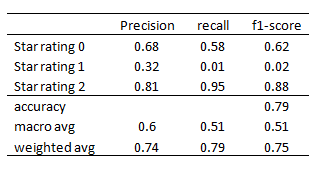 Precision recall f1-score
Star rating 0 0.68 0.58 0.62
Star rating 1 0.32 0.01 0.02
Star rating 2 0.81 0.95 0.88
accuracy 0.79
macro avg 0.6 0.51 0.51
weighted avg 0.74 0.79 0.75